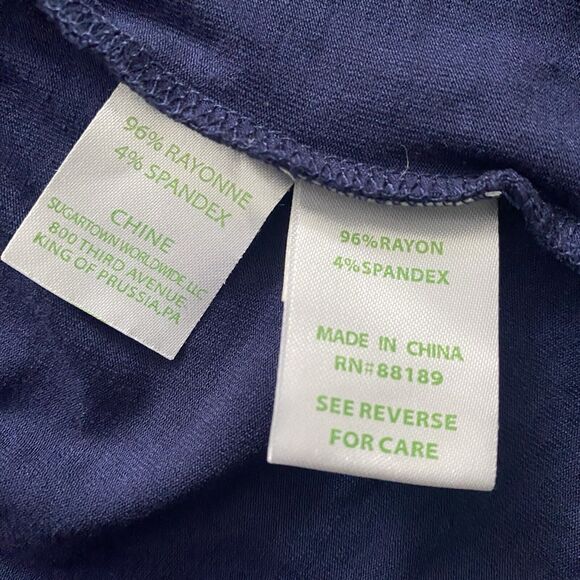 96% RAYONNE
4% SPANDEX
CHINE
SUGARTOWN WORLDWIDE, LLC
800 THIRD AVENUE
KING OF PRUSSIA,PA
96%RAYON
4%SPANDEX
MADE IN CHINA
RN#88189
SEE REVERSE
FOR CARE